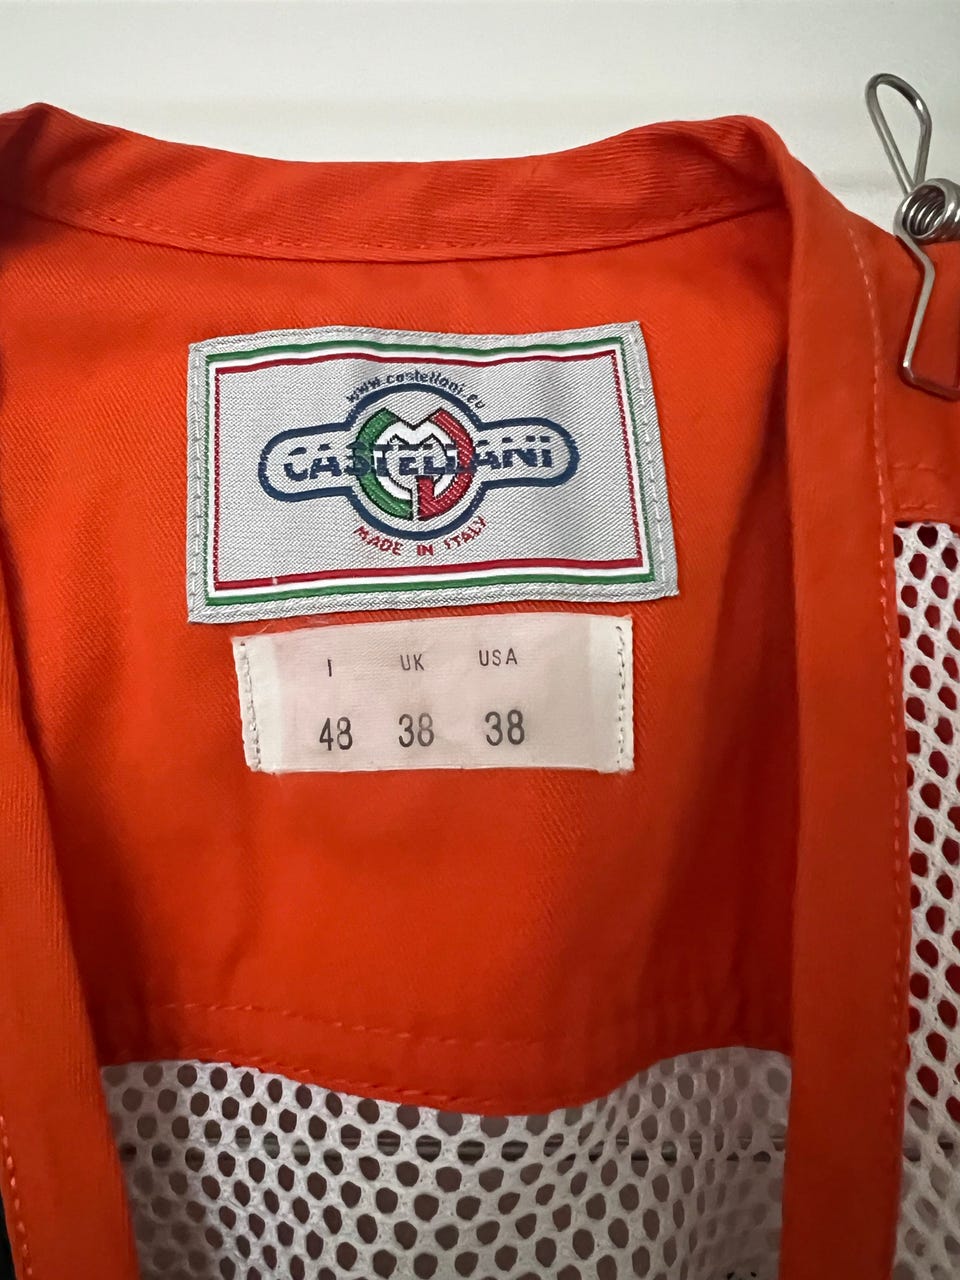 www.castellani.eu
CASTELLANI
MADE IN ITALY
I UK USA
48 38 38